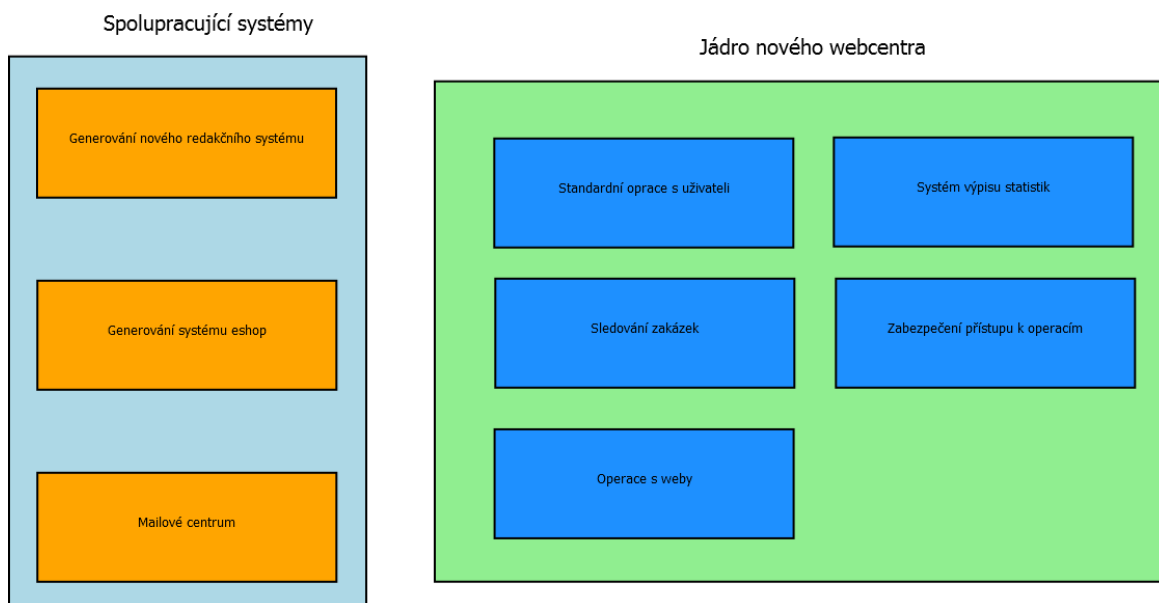 Spolupracující systémy
Generování nového redakčního systému
Generování systému eshop
Mailové centrum
Jádro nového webcentra
Standardní oprace s uživateli
Systém výpisu statistik
Sledování zakázek
Zabezpečení přístupu k operacím
Operace s weby